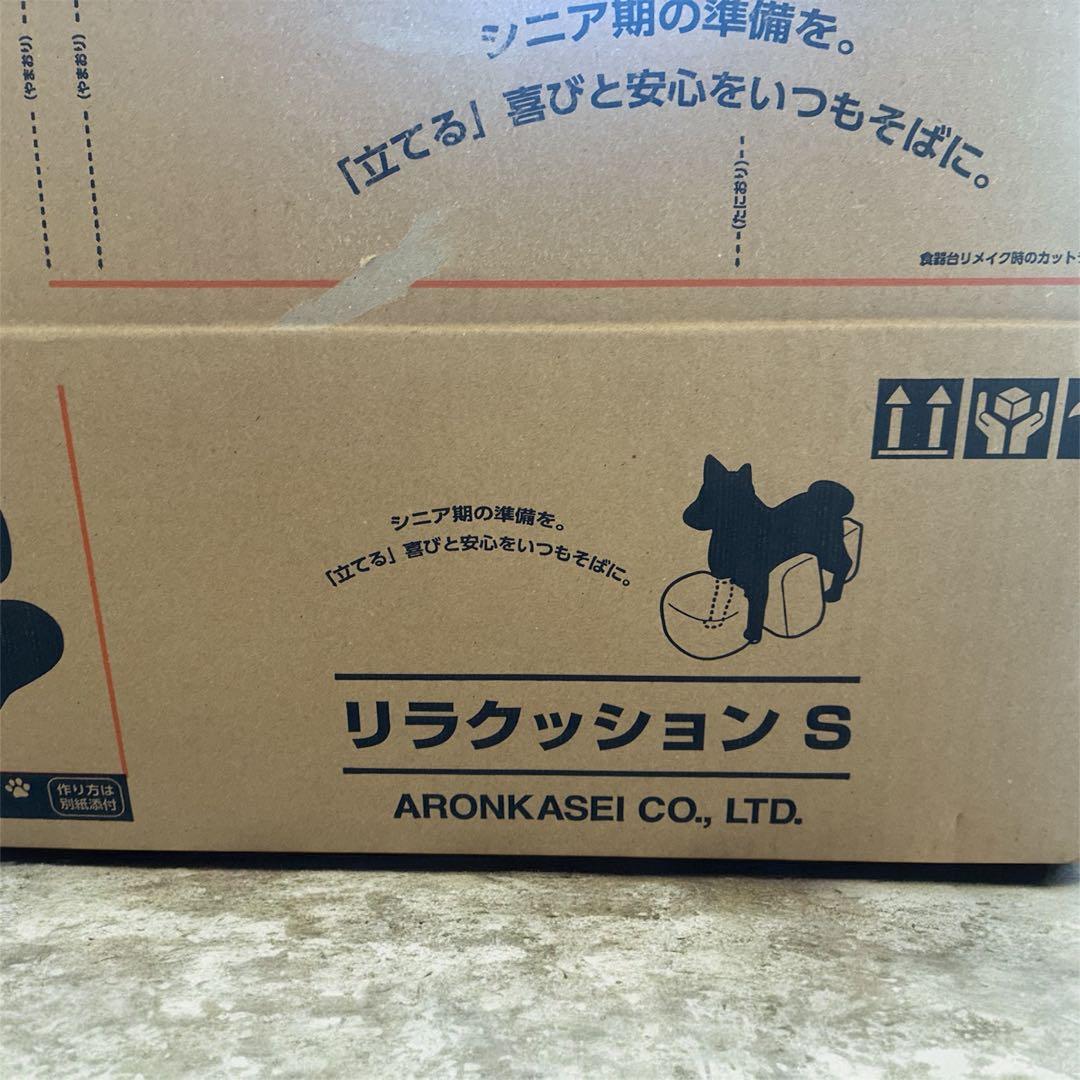 シニア期の準備を。
「立てる」喜びと安心をいつもそばに。
(やまおり)
(やまおり)
(たにおり)
食器台リメイク時のカット
シニア期の準備を。
「立てる」喜びと安心をいつもそばに。
リラクッション S
ARONKASEI CO., LTD.
作り方は
別紙添付